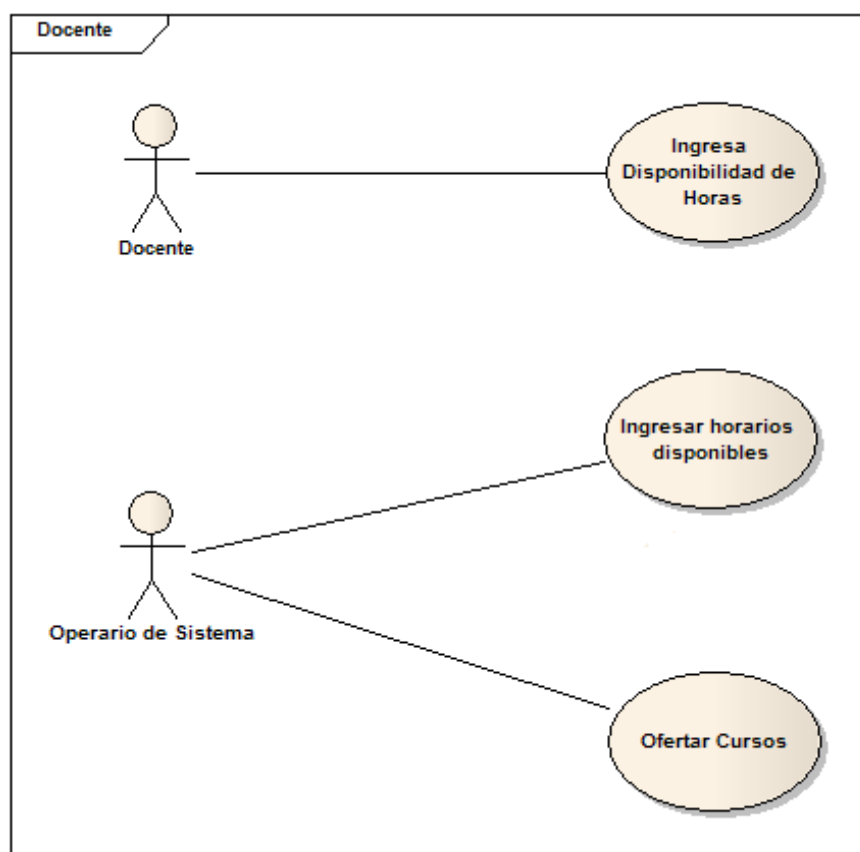 Docente
Ingresa
Disponibilidad de
Horas
Docente
Ingresar horarios
disponibles
Operario de Sistema
Ofertar Cursos